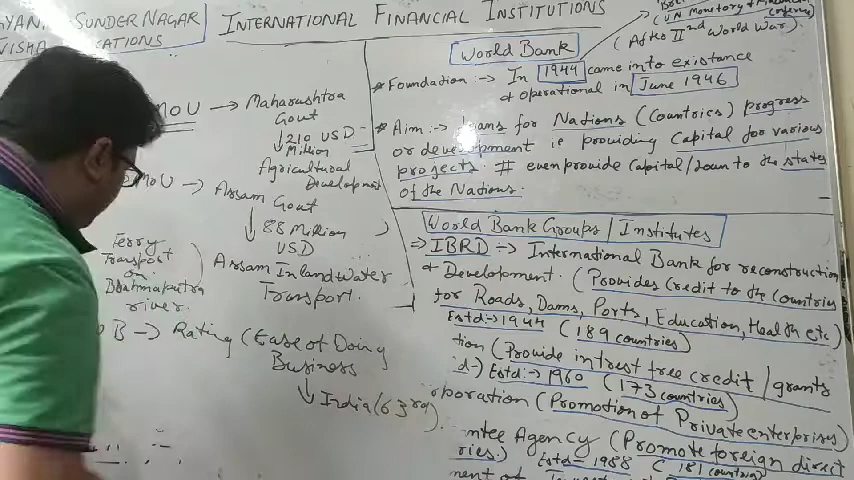 SUNDER NAGAR
INTERNATIONAL FINANCIAL INSTITUTIONS
MoU → Maharashtra
Govt
↓ 210 USD
Million
Agricultural
Development
MoU → Assam
Govt
↓ 88 Million
USD
Assam Inland Water
Transport.
Ferry
Transport
on
Brahmaputra
river.
B → Rating (Ease of Doing
Business
↓ India (63rd)
World Bank
(UN Monetary &
(After IInd World War)
* Foundation :→ In 1944 came into existence
& operational in June 1946
* Aim :→ loans for Nations (Countries) progress
or development ie providing Capital for various
projects. # even provide Capital/loan to the states
of the Nations.
World Bank Groups / Institutes
⇒ IBRD → International Bank for reconstruction
& Development. (Provides Credit to the Countries
for Roads, Dams, Ports, Education, Health etc)
Estd :→ 1944 (189 countries)
tion (Provide intrest free credit / grants
Estd :→ 1960 (173 countries)
poration (Promotion of Private enterprises)
ntee Agency (Promote foreign direct
ries.) Estd – 1988 (181 countries)
ment of